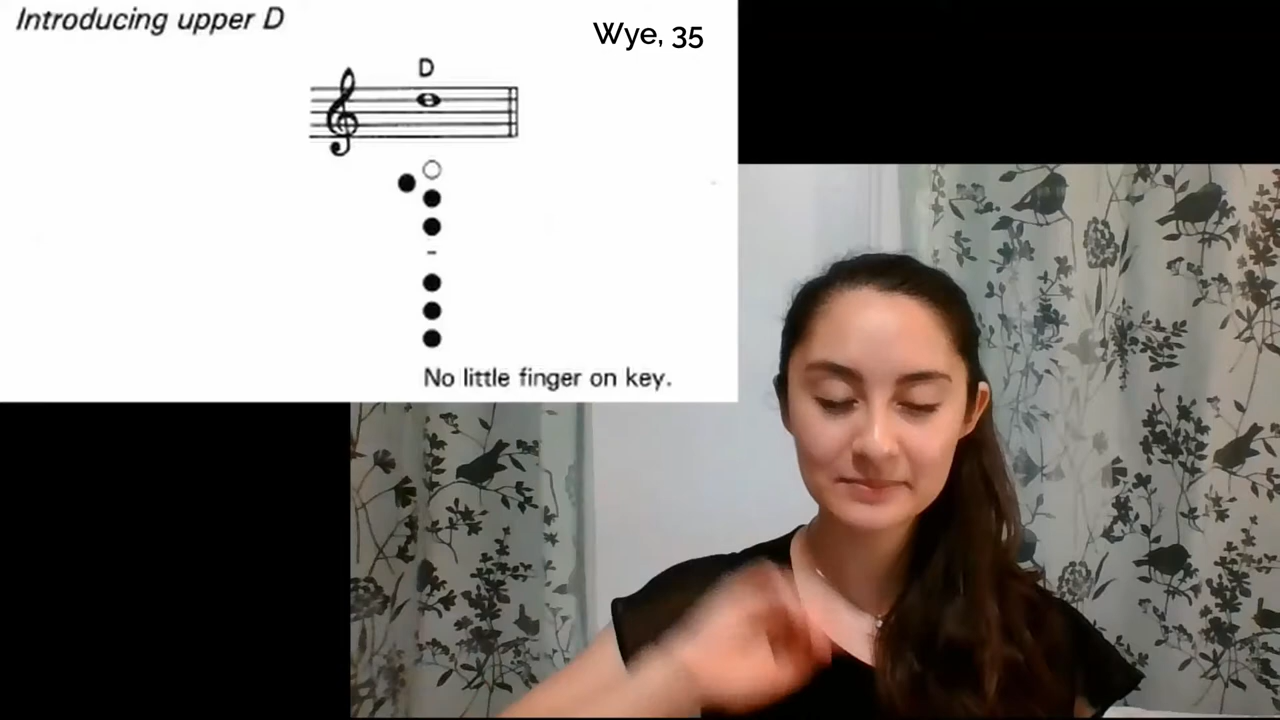 Introducing upper D
Wye, 35
D
No little finger on key.